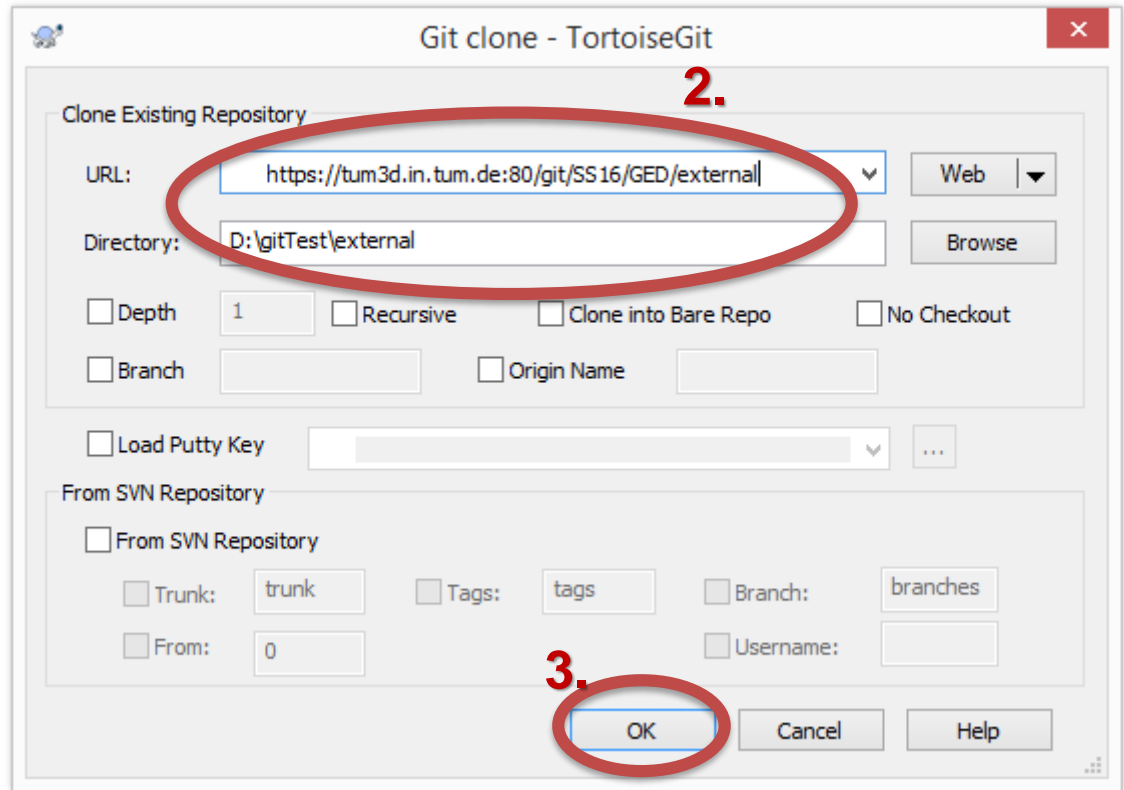 Git clone - TortoiseGit
2.
Clone Existing Repository
URL: https://tum3d.in.tum.de:80/git/SS16/GED/external Web
Directory: D:\gitTest\external Browse
Depth 1 Recursive Clone into Bare Repo No Checkout
Branch Origin Name
Load Putty Key ...
From SVN Repository
From SVN Repository
Trunk: trunk Tags: tags Branch: branches
From: 0 Username:
3.
OK Cancel Help